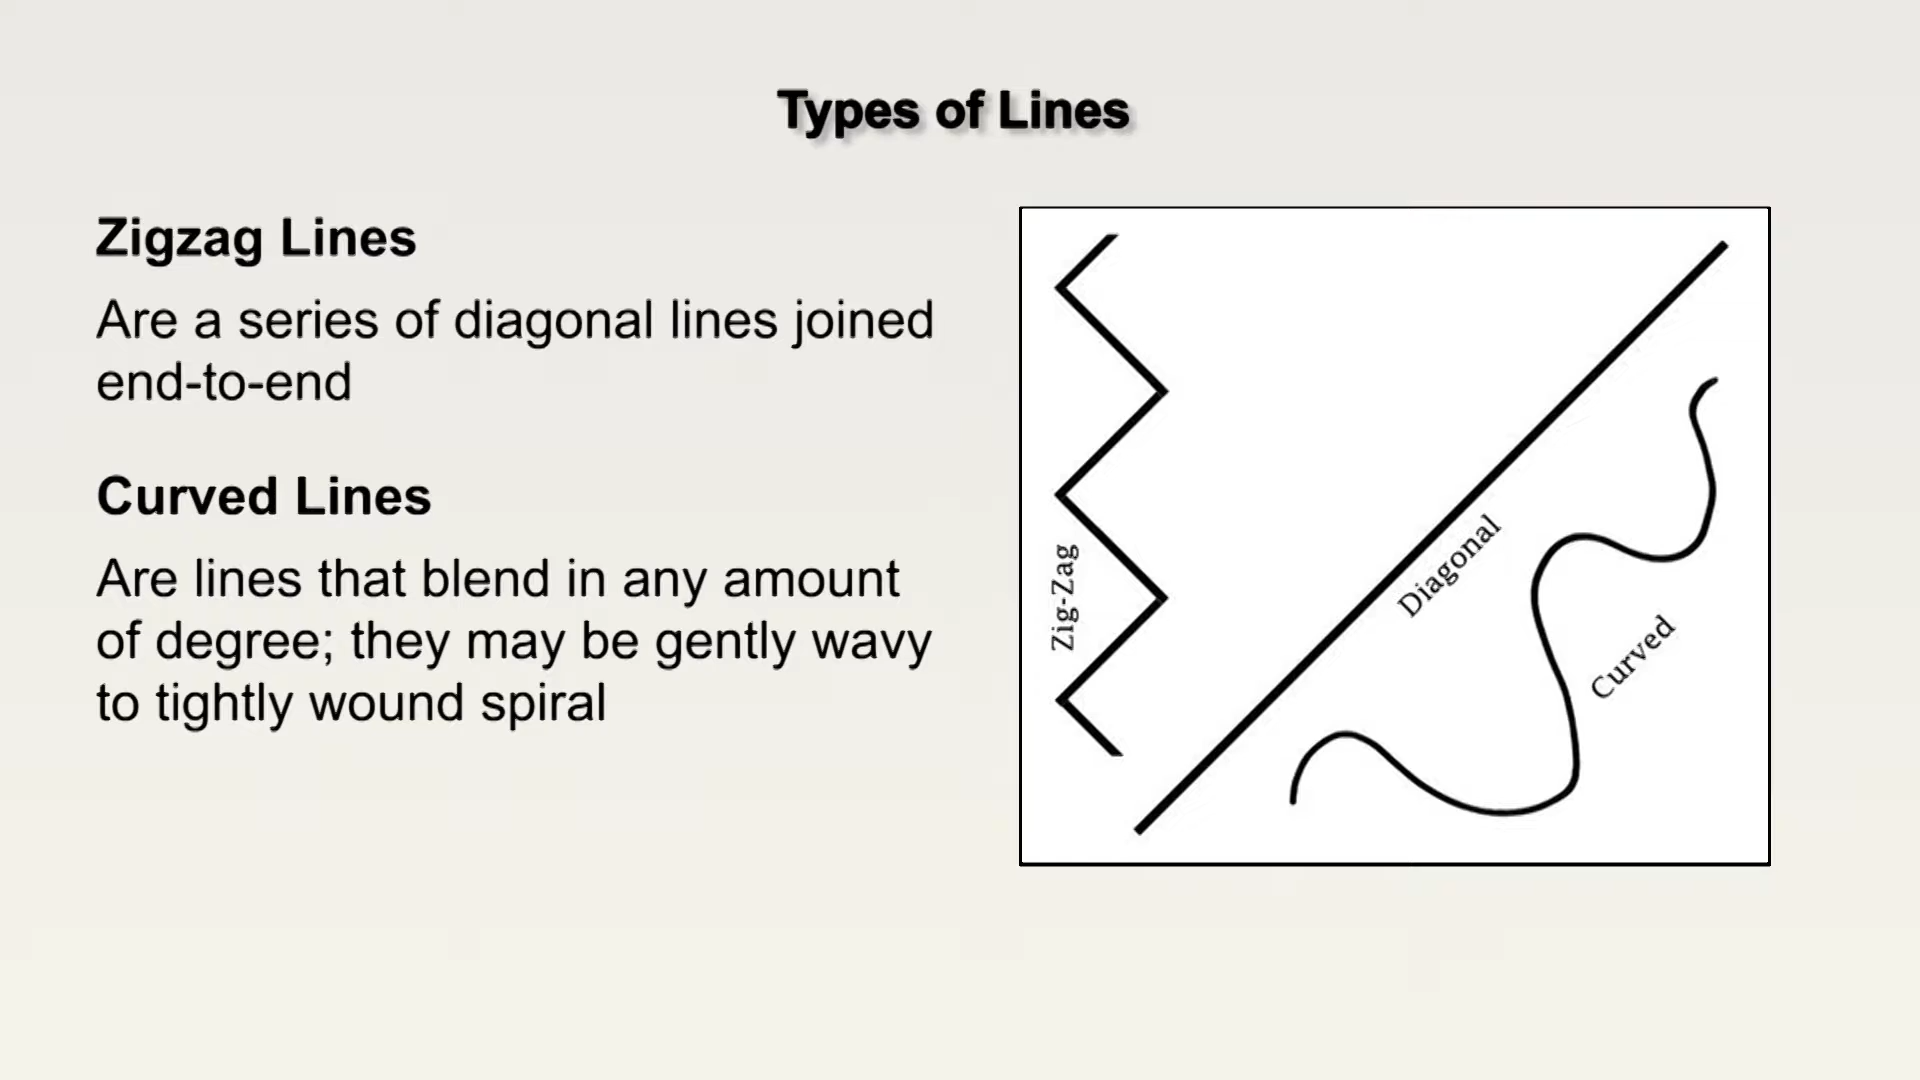 Types of Lines
Zigzag Lines
Are a series of diagonal lines joined
end-to-end
Curved Lines
Are lines that blend in any amount
of degree; they may be gently wavy
to tightly wound spiral
Zig-Zag
Diagonal
Curved